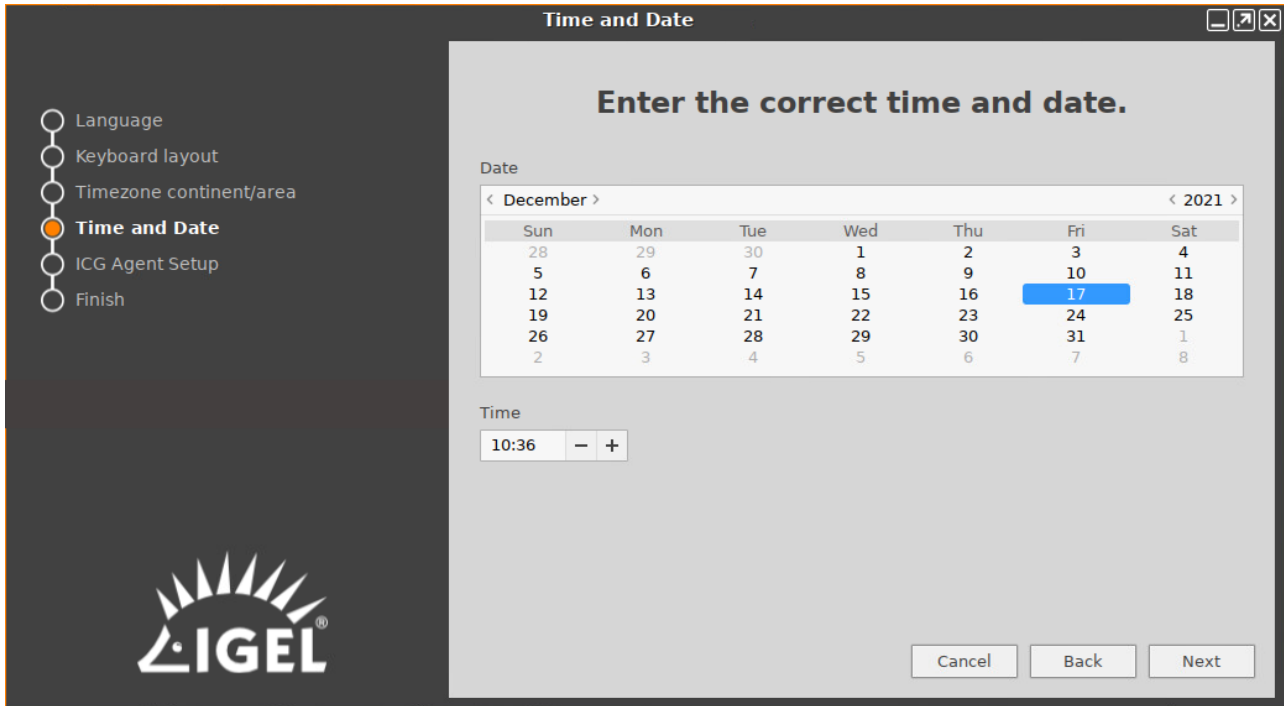 Time and Date
Language
Keyboard layout
Timezone continent/area
Time and Date
ICG Agent Setup
Finish
IGEL®
Enter the correct time and date.
Date
< December > < 2021 >
Sun Mon Tue Wed Thu Fri Sat
28 29 30 1 2 3 4
5 6 7 8 9 10 11
12 13 14 15 16 17 18
19 20 21 22 23 24 25
26 27 28 29 30 31 1
2 3 4 5 6 7 8
Time
10:36 − +
Cancel Back Next